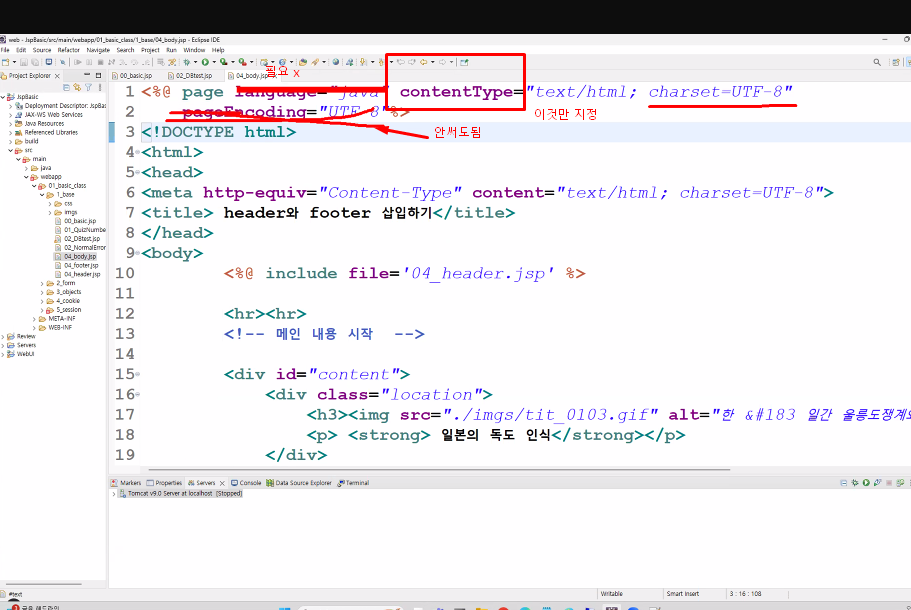 web - JspBasic/src/main/webapp/01_basic_class/1_base/04_body.jsp - Eclipse IDE
File Edit Source Refactor Navigate Search Project Run Window Help
Project Explorer
00_basic.jsp 02_DBtest.jsp 04_body.jsp
필요 x
JspBasic
Deployment Descriptor: JspBas
JAX-WS Web Services
Java Resources
Referenced Libraries
build
src
main
java
webapp
01_basic_class
1_base
css
imgs
00_basic.jsp
01_QuizNumbe
02_DBtest.jsp
02_NormalError
04_body.jsp
04_footer.jsp
04_header.jsp
2_form
3_objects
4_cookie
5_session
META-INF
WEB-INF
Review
Servers
WebUI
1 <%@ page language="java" contentType="text/html; charset=UTF-8"
2 pageEncoding="UTF-8"%>
이것만 지정
안써도됨
3 <!DOCTYPE html>
4 <html>
5 <head>
6 <meta http-equiv="Content-Type" content="text/html; charset=UTF-8">
7 <title> header와 footer 삽입하기</title>
8 </head>
9 <body>
10 <%@ include file='04_header.jsp' %>
11
12 <hr><hr>
13 <!-- 메인 내용 시작 -->
14
15 <div id="content">
16 <div class="location">
17 <h3><img src="./imgs/tit_0103.gif" alt="한 &#183 일간 울릉도쟁계와
18 <p> <strong> 일본의 독도 인식</strong></p>
19 </div>
Markers Properties Servers Console Data Source Explorer Terminal
Tomcat v9.0 Server at localhost [Stopped]
#text Writable Smart Insert 3 : 16 : 108